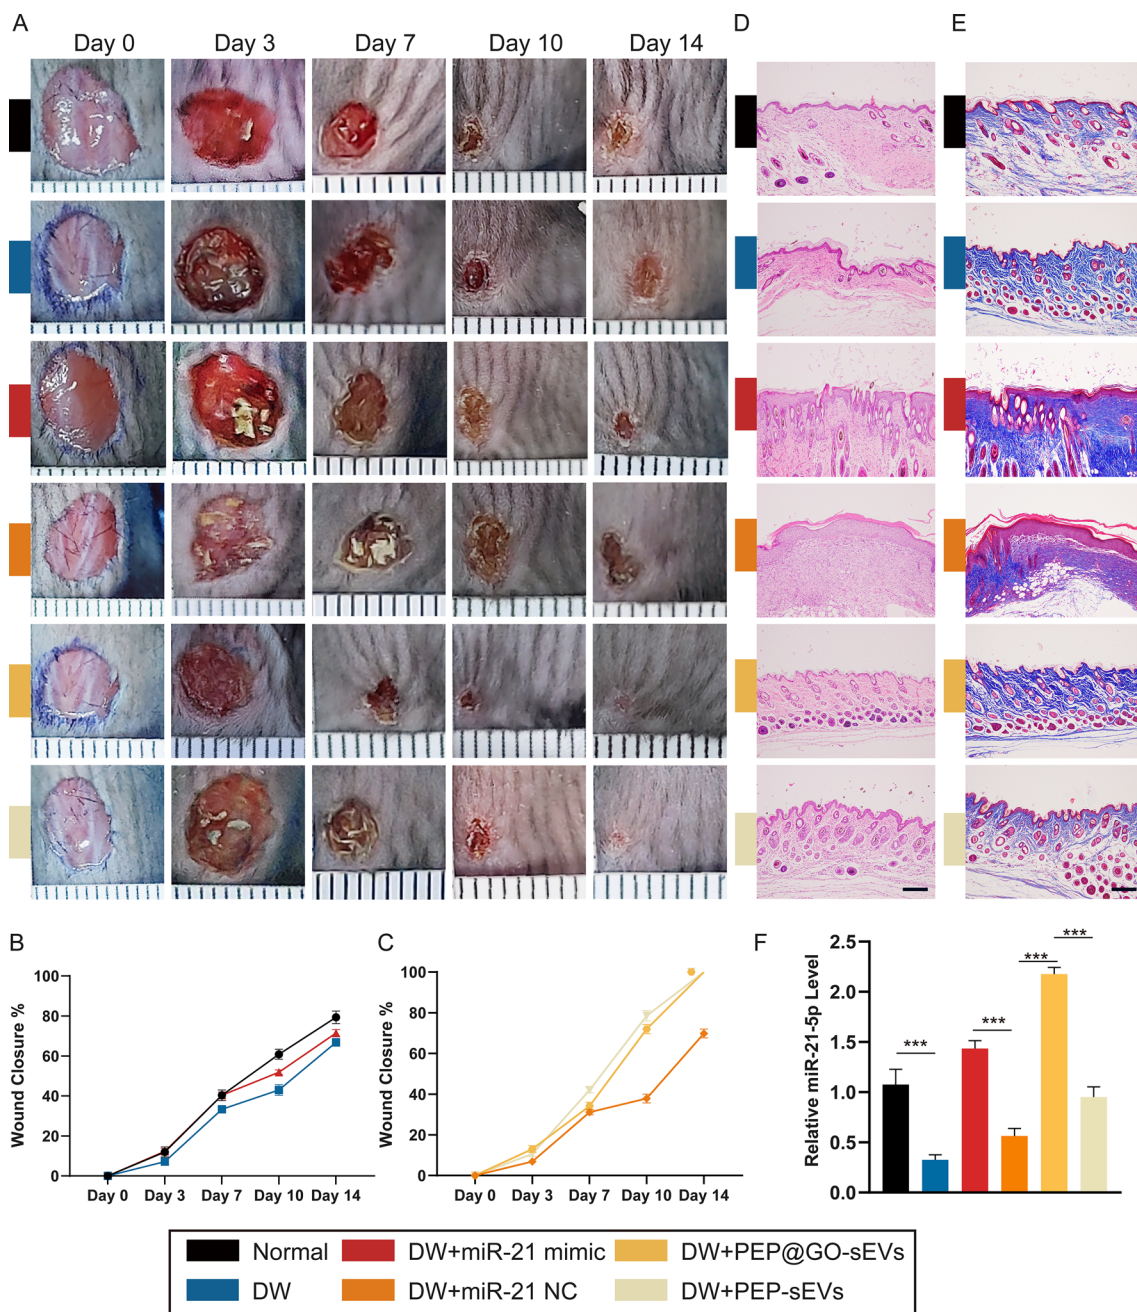 A
Day 0
Day 3
Day 7
Day 10
Day 14
D
E
B
Wound Closure %
100
80
60
40
20
0
Day 0
Day 3
Day 7
Day 10
Day 14
C
Wound Closure %
100
80
60
40
20
0
Day 0
Day 3
Day 7
Day 10
Day 14
F
Relative miR-21-5p Level
2.5
2.0
1.5
1.0
0.5
0.0
***
***
***
***
Normal
DW+miR-21 mimic
DW+PEP@GO-sEVs
DW
DW+miR-21 NC
DW+PEP-sEVs